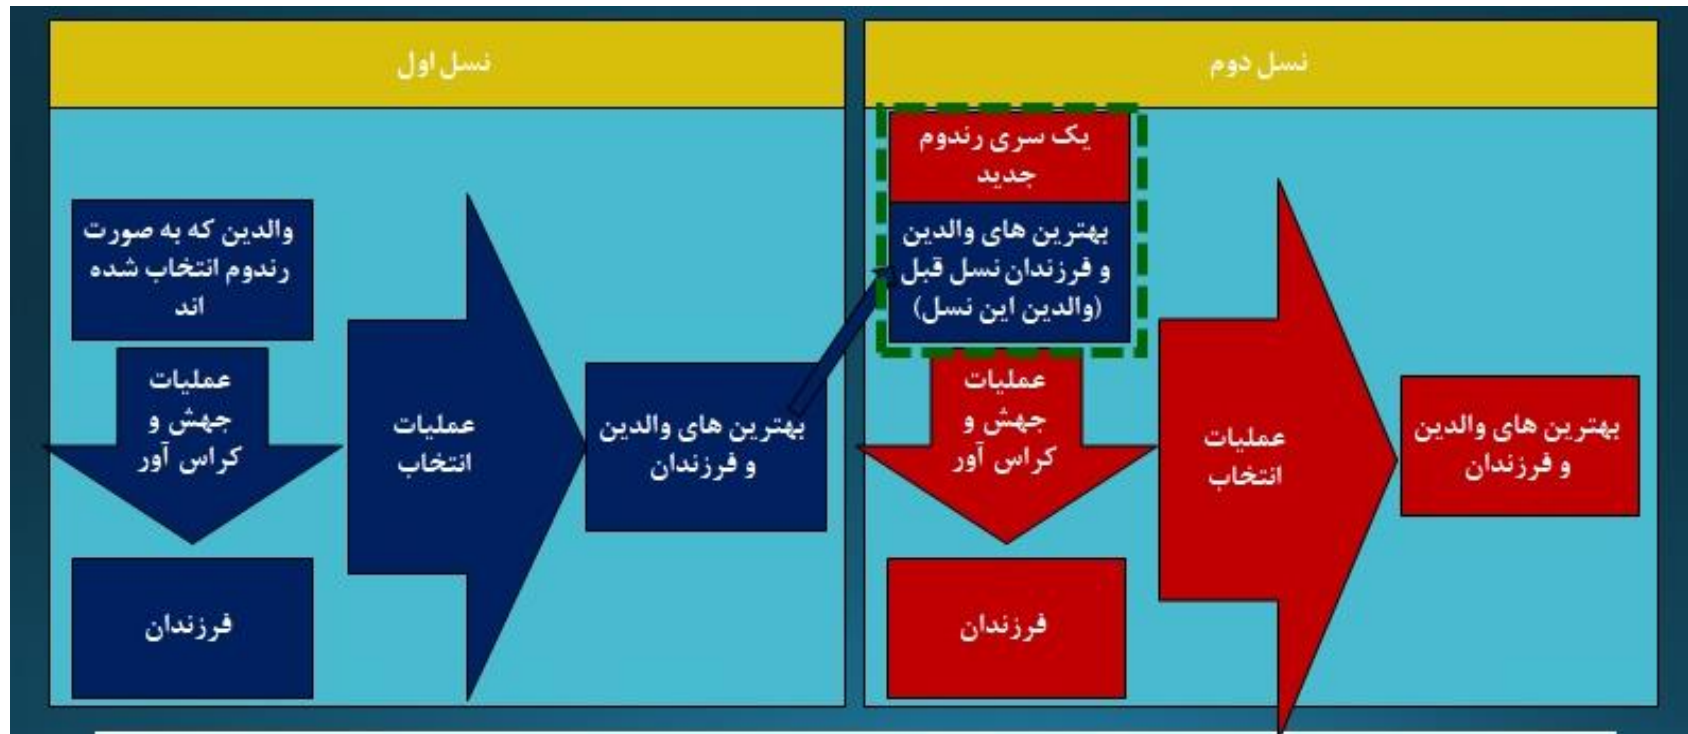 نسل اول
والدین که به صورت
رندوم انتخاب شده
اند
عملیات
جهش و
کراس آور
فرزندان
عملیات
انتخاب
بهترین های والدین
و فرزندان
نسل دوم
یک سری رندوم
جدید
بهترین های والدین
و فرزندان نسل قبل
(والدین این نسل)
عملیات
جهش و
کراس آور
فرزندان
عملیات
انتخاب
بهترین های والدین
و فرزندان